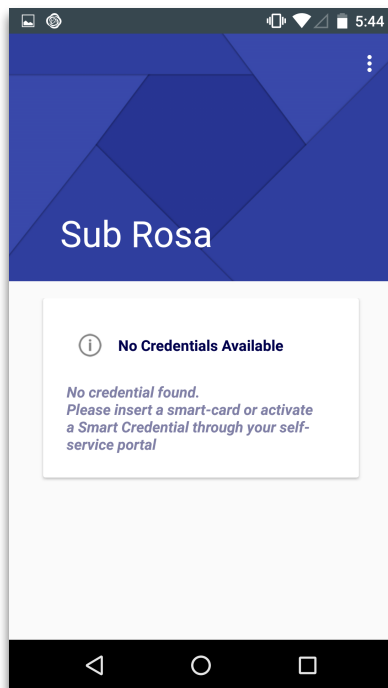 5:44
Sub Rosa
No Credentials Available
No credential found.
Please insert a smart-card or activate
a Smart Credential through your self-
service portal